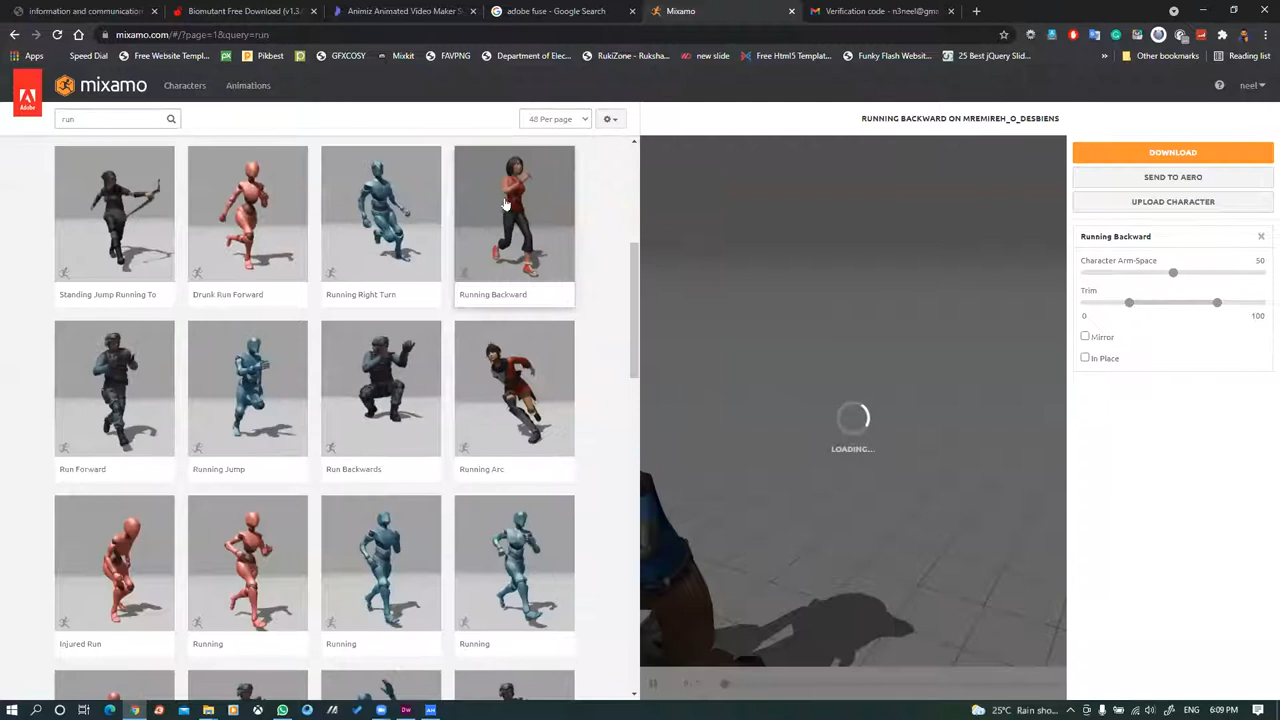 information and communication
Biomutant Free Download (v1.3
Animiz Animated Video Maker S
adobe fuse - Google Search
Mixamo
Verification code - n3neel@gma
mixamo.com/#/?page=1&query=run
Apps
Free Website Temp...
Pikbest
GFXCOSY
Mixkit
FAVPNG
Department of Elec...
RukiZone - Ruksha...
new slide
Free Html5 Templat...
Funky Flash Websit...
25 Best jQuery Slid...
Other bookmarks
Reading list
Adobe
mixamo
Characters
Animations
neel
run
48 Per page
RUNNING BACKWARD ON MREMIREH_O_DESBIENS
DOWNLOAD
SEND TO AERO
UPLOAD CHARACTER
Running Backward
Character Arm-Space 50
Trim
0 100
Mirror
In Place
Standing Jump Running To
Drunk Run Forward
Running Right Turn
Running Backward
LOADING...
Run Forward
Running Jump
Run Backwards
Running Arc
Injured Run
Running
Running
Running
25°C Rain sho...
6:09 PM